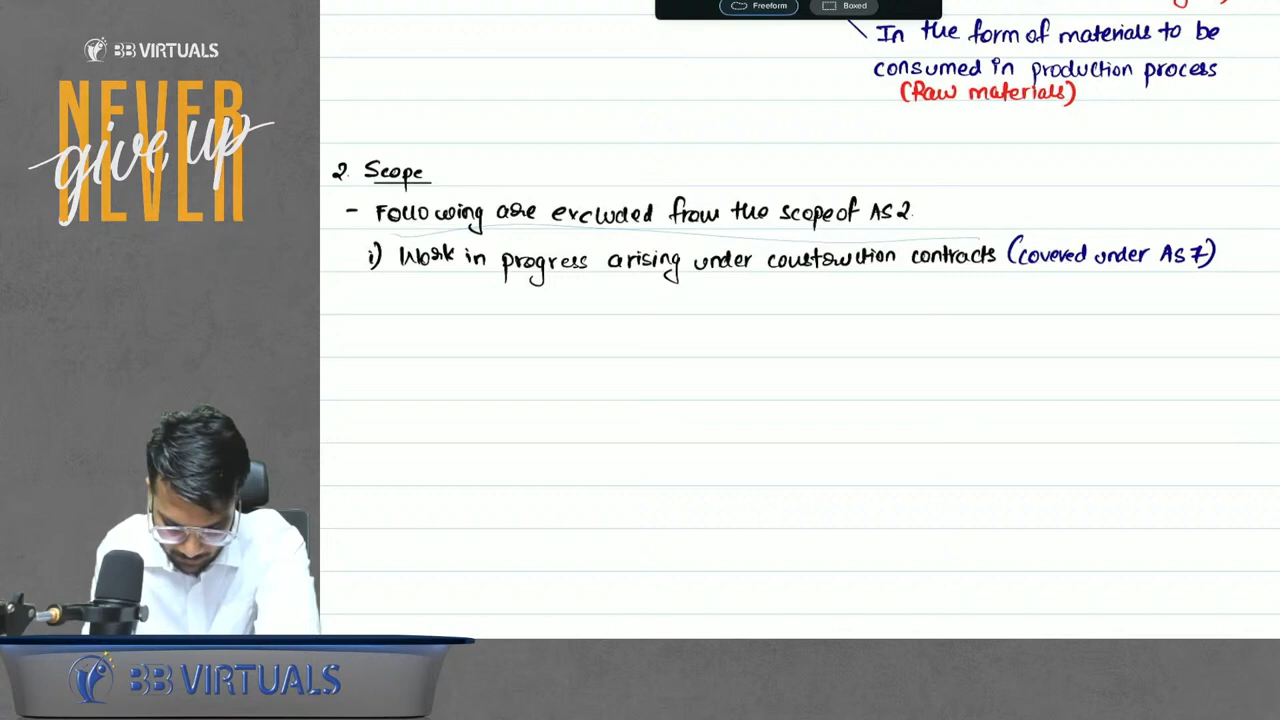 Freeform
Boxed
In the form of materials to be
consumed in production process
(Raw materials)
BB VIRTUALS
NEVER
give up
NEVER
2. Scope
- Following are excluded from the scope of AS 2.
i) Work in progress arising under construction contracts (covered under AS 7)
BB VIRTUALS